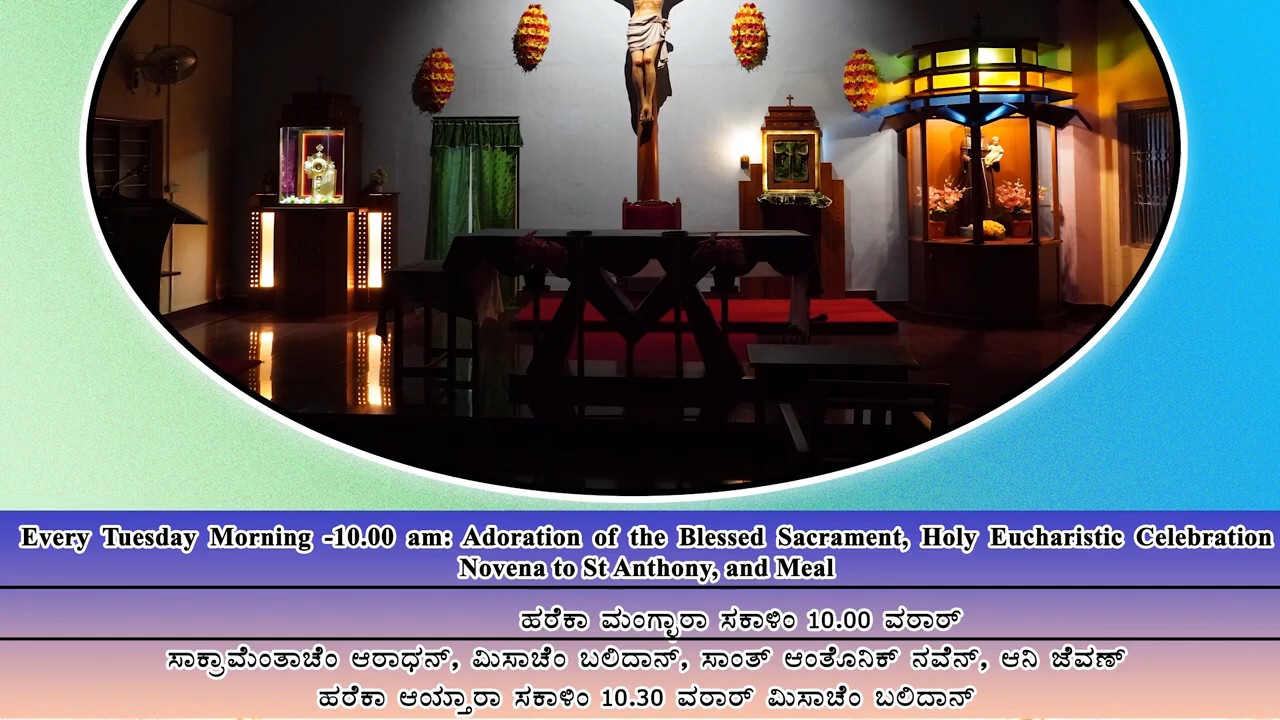 Every Tuesday Morning -10.00 am: Adoration of the Blessed Sacrament, Holy Eucharistic Celebration
Novena to St Anthony, and Meal
ಹರೆಕಾ ಮಂಗ್ಳಾರಾ ಸಕಾಳಿಂ 10.00 ವರಾರ್
ಸಾಕ್ರಾಮೆಂತಾಚೆಂ ಆರಾಧನ್, ಮಿಸಾಚೆಂ ಬಲಿದಾನ್, ಸಾಂತ್ ಆಂತೊನಿಕ್ ನವೆನ್, ಆನಿ ಜೆವಣ್
ಹರೆಕಾ ಆಯ್ತಾರಾ ಸಕಾಳಿಂ 10.30 ವರಾರ್ ಮಿಸಾಚೆಂ ಬಲಿದಾನ್